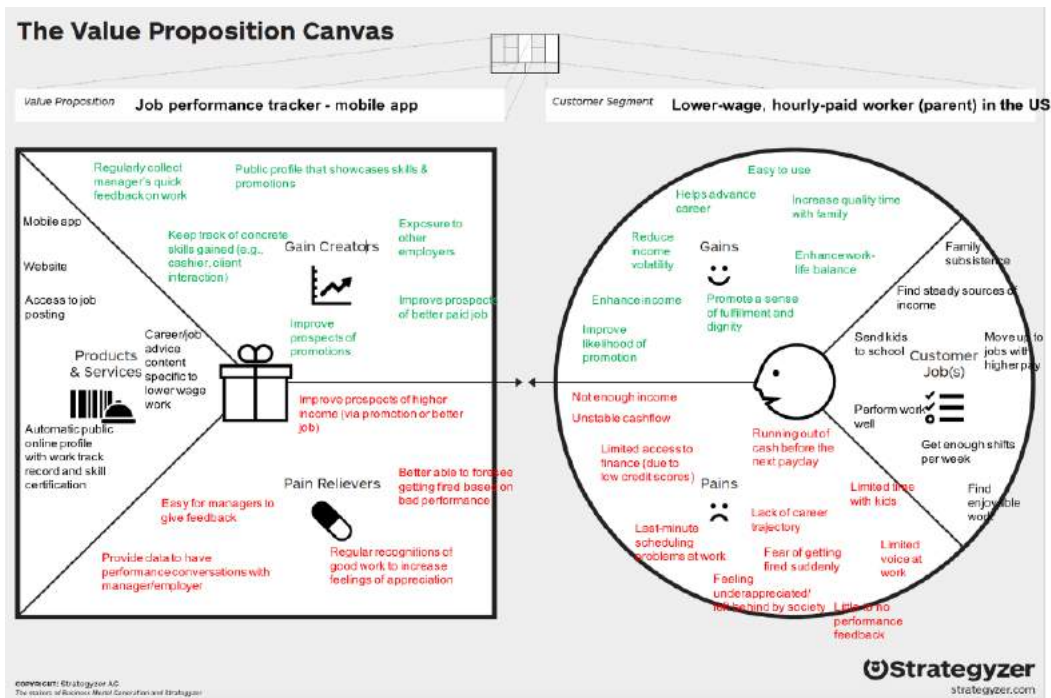 The Value Proposition Canvas
Value Proposition
Job performance tracker - mobile app
Customer Segment
Lower-wage, hourly-paid worker (parent) in the US
Regularly collect
manager's quick
feedback on work
Public profile that showcases skills &
promotions
Mobile app
Keep track of concrete
skills gained (e.g.,
cashier, client
interaction)
Gain Creators
Exposure to
other
employers
Website
Access to job
posting
Improve prospects
of better paid job
Improve
prospects of
promotions
Career/job
advice
content
specific to
lower wage
work
Products
& Services
Automatic public
online profile
with work track
record and skill
certification
Improve prospects of higher
income (via promotion or better
job)
Better able to foresee
getting fired based on
bad performance
Pain Relievers
Easy for managers to
give feedback
Regular recognitions of
good work to increase
feelings of appreciation
Provide data to have
performance conversations with
manager/employer
Easy to use
Helps advance
career
Increase quality time
with family
Reduce
income
volatility
Gains
Enhance work-
life balance
Enhance income
Promote a sense
of fulfillment and
dignity
Improve
likelihood of
promotion
Family
subsistence
Find steady sources of
income
Send kids
to school
Customer
Job(s)
Move up to
jobs with
higher pay
Perform work
well
Get enough shifts
per week
Find
enjoyable
work
Not enough income
Unstable cashflow
Running out of
cash before the
next payday
Limited access to
finance (due to
low credit scores)
Pains
Limited time
with kids
Lack of career
trajectory
Last-minute
scheduling
problems at work
Fear of getting
fired suddenly
Limited
voice at
work
Feeling
underappreciated/
left behind by society
Little to no
performance
feedback
COPYRIGHT: Strategyzer AG
The makers of Business Model Generation and Strategyzer
Strategyzer
strategyzer.com